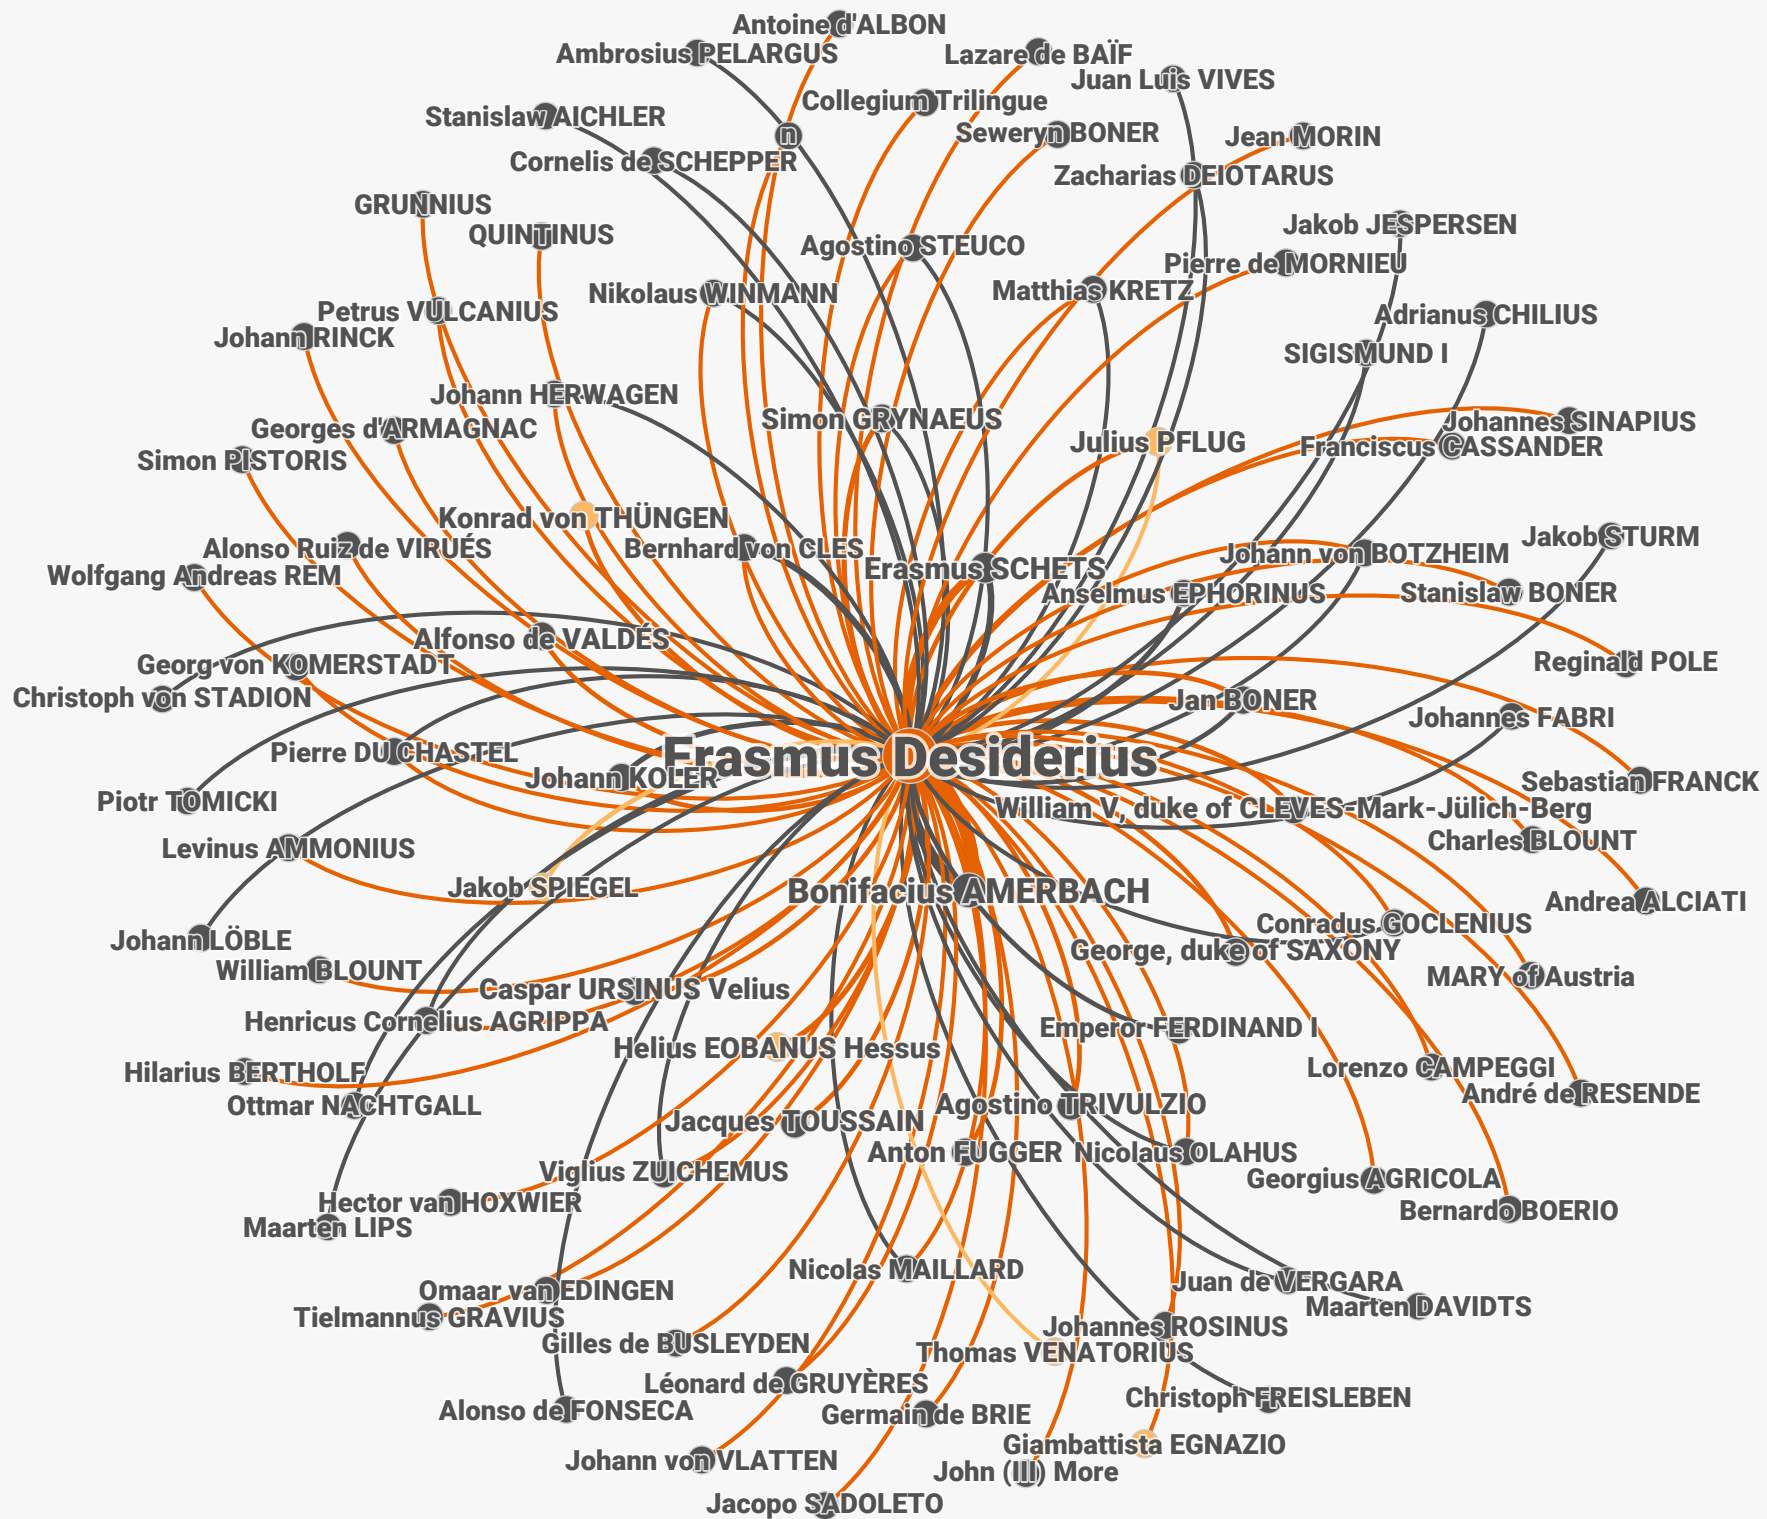 Antoine d'ALBON
Ambrosius PELARGUS
Lazare de BAÏF
Juan Luis VIVES
Collegium Trilingue
Stanislaw AICHLER
Seweryn BONER
n
Jean MORIN
Cornelis de SCHEPPER
Zacharias DEIOTARUS
GRUNNIUS
Jakob JESPERSEN
QUINTINUS
Agostino STEUCO
Pierre de MORNIEU
Matthias KRETZ
Nikolaus WINMANN
Petrus VULCANIUS
Adrianus CHILIUS
Johann RINCK
SIGISMUND I
Johann HERWAGEN
Simon GRYNAEUS
Johannes SINAPIUS
Georges d'ARMAGNAC
Julius PFLUG
Franciscus CASSANDER
Simon PISTORIS
Konrad von THÜNGEN
Jakob STURM
Alonso Ruiz de VIRUÉS
Bernhard von CLES
Johann von BOTZHEIM
Erasmus SCHETS
Wolfgang Andreas REM
Anselmus EPHORINUS
Stanislaw BONER
Alfonso de VALDÉS
Georg von KOMERSTADT
Reginald POLE
Christoph von STADION
Jan BONER
Johannes FABRI
Pierre DU CHASTEL
Erasmus Desiderius
Johann KOLER
Sebastian FRANCK
Piotr TOMICKI
William V, duke of CLEVES-Mark-Jülich-Berg
Charles BLOUNT
Levinus AMMONIUS
Jakob SPIEGEL
Bonifacius AMERBACH
Andrea ALCIATI
Conradus GOCLENIUS
Johann LÖBLE
George, duke of SAXONY
William BLOUNT
MARY of Austria
Caspar URSINUS Velius
Henricus Cornelius AGRIPPA
Emperor FERDINAND I
Helius EOBANUS Hessus
Lorenzo CAMPEGGI
Hilarius BERTHOLF
André de RESENDE
Ottmar NACHTGALL
Agostino TRIVULZIO
Jacques TOUSSAIN
Anton FUGGER
Nicolaus OLAHUS
Viglius ZUICHEMUS
Georgius AGRICOLA
Hector van HOXWIER
Bernardo BOERIO
Maarten LIPS
Nicolas MAILLARD
Juan de VERGARA
Omaar van EDINGEN
Maarten DAVIDTS
Tielmannus GRAVIUS
Johannes ROSINUS
Gilles de BUSLEYDEN
Thomas VENATORIUS
Léonard de GRUYÈRES
Christoph FREISLEBEN
Alonso de FONSECA
Germain de BRIE
Giambattista EGNAZIO
Johann von VLATTEN
John (III) More
Jacopo SADOLETO